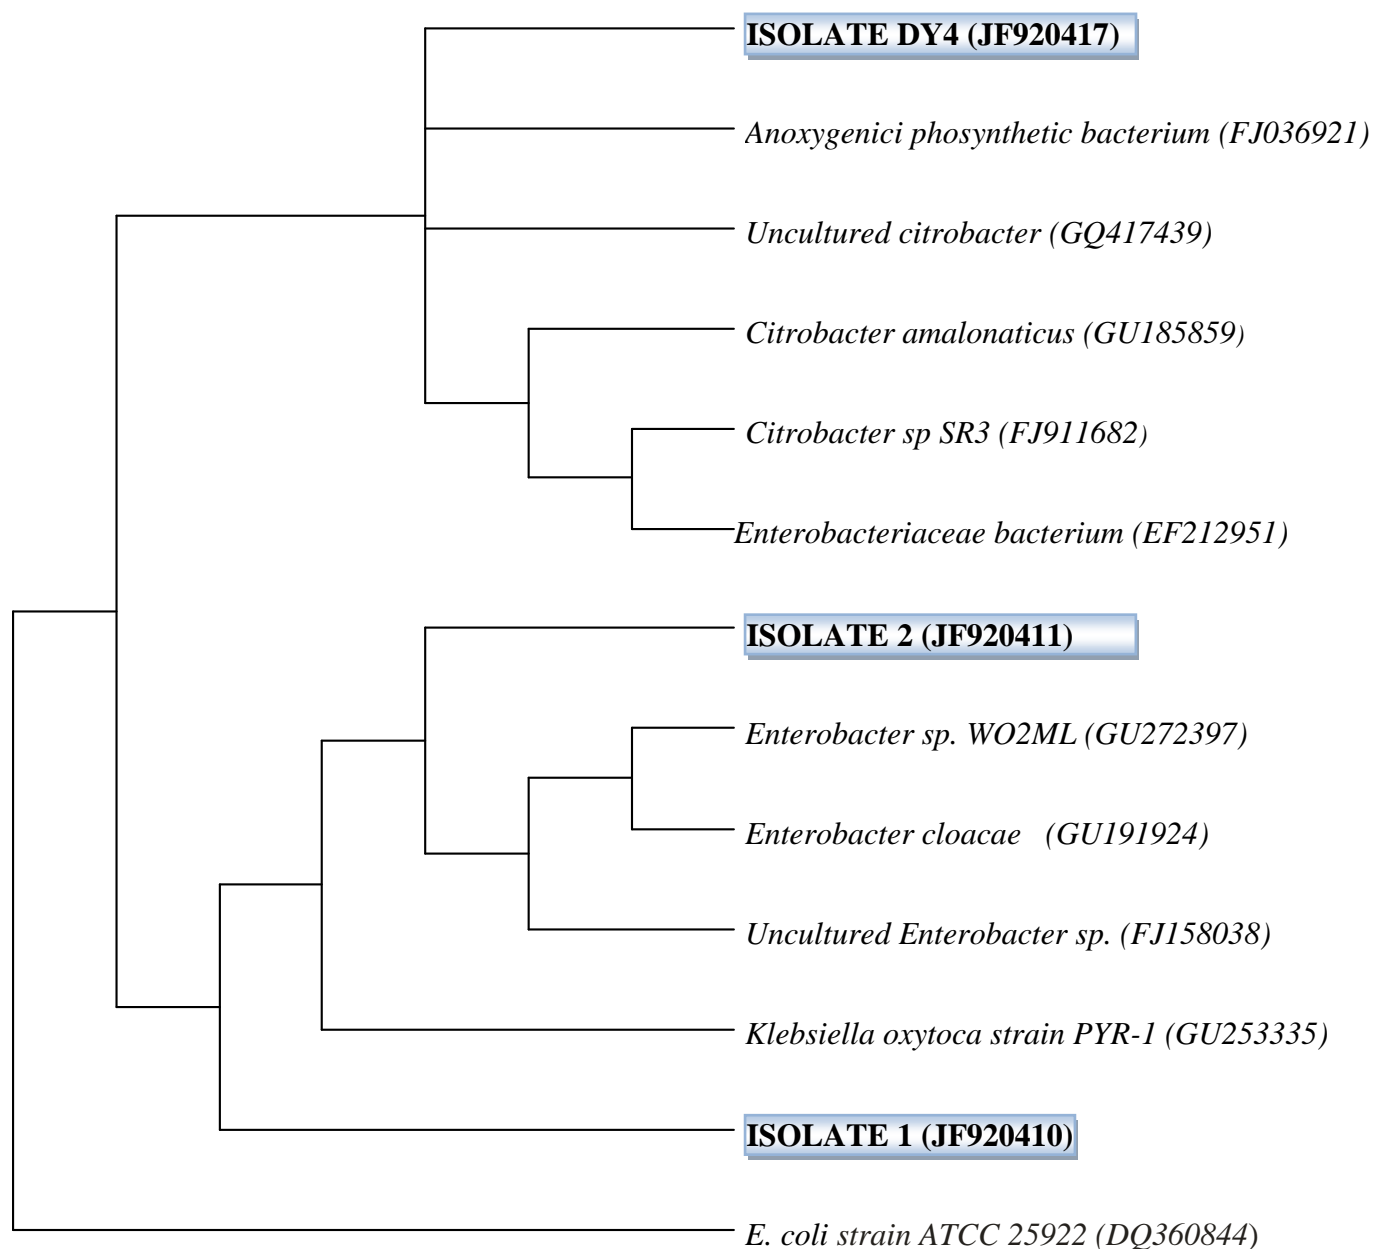 ISOLATE DY4 (JF920417)
Anoxygenici phosynthetic bacterium (FJ036921)
Uncultured citrobacter (GQ417439)
Citrobacter amalonaticus (GU185859)
Citrobacter sp SR3 (FJ911682)
Enterobacteriaceae bacterium (EF212951)
ISOLATE 2 (JF920411)
Enterobacter sp. WO2ML (GU272397)
Enterobacter cloacae (GU191924)
Uncultured Enterobacter sp. (FJ158038)
Klebsiella oxytoca strain PYR-1 (GU253335)
ISOLATE 1 (JF920410)
E. coli strain ATCC 25922 (DQ360844)